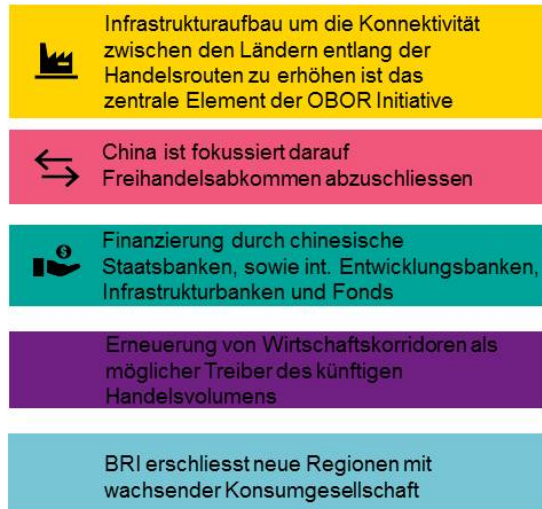 Infrastrukturaufbau um die Konnektivität
zwischen den Ländern entlang der
Handelsrouten zu erhöhen ist das
zentrale Element der OBOR Initiative
China ist fokussiert darauf
Freihandelsabkommen abzuschliessen
$
Finanzierung durch chinesische
Staatsbanken, sowie int. Entwicklungsbanken,
Infrastrukturbanken und Fonds
Erneuerung von Wirtschaftskorridoren als
möglicher Treiber des künftigen
Handelsvolumens
BRI erschliesst neue Regionen mit
wachsender Konsumgesellschaft